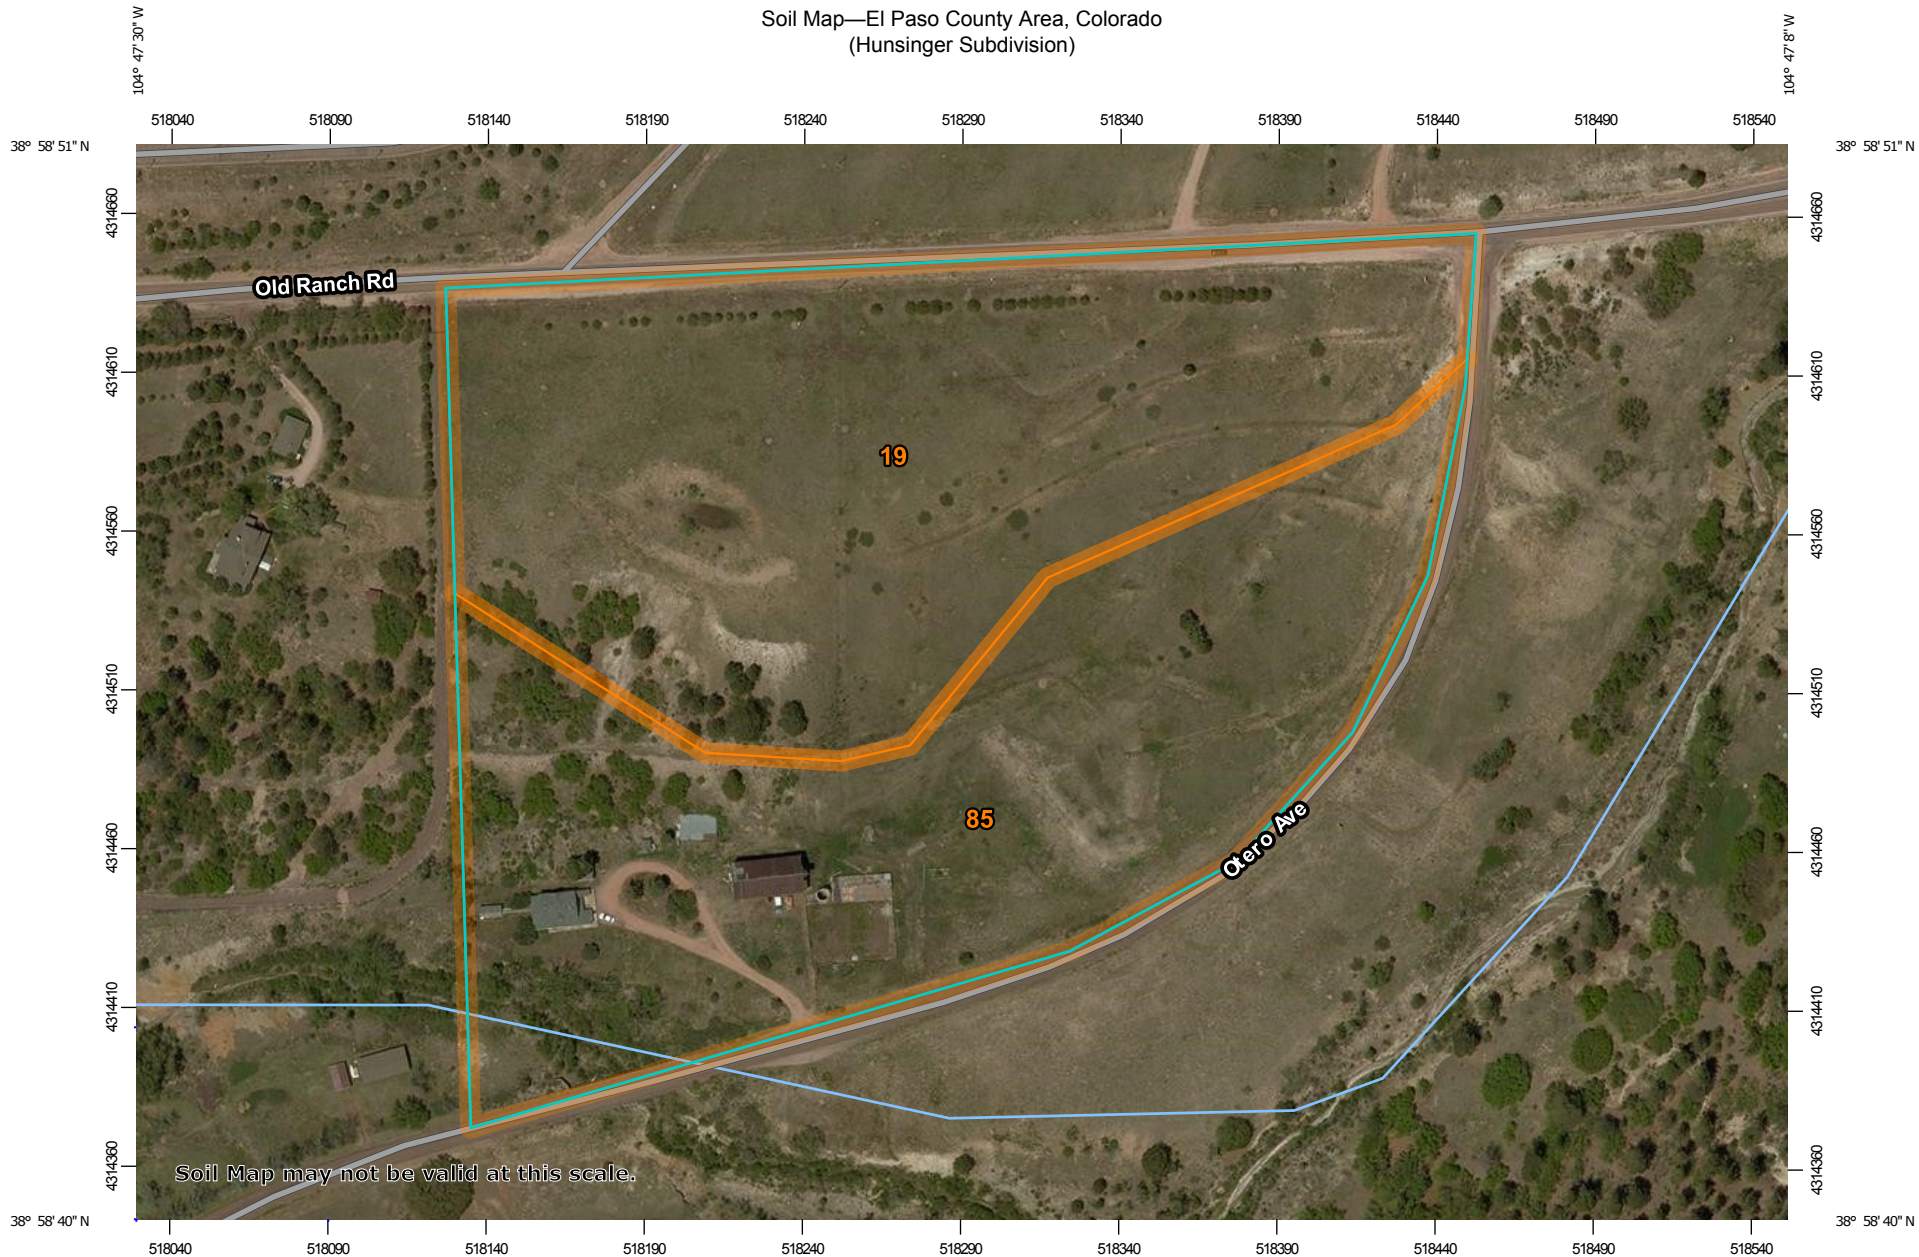 Soil Map—El Paso County Area, Colorado
(Hunsinger Subdivision)
104° 47' 30'' W
104° 47' 8'' W
518040 518090 518140 518190 518240 518290 518340 518390 518440 518490 518540
38° 58' 51'' N
38° 58' 51'' N
4314660
4314660
Old Ranch Rd
4314610
4314610
19
4314560
4314560
4314510
4314510
85
Otero Ave
4314460
4314460
4314410
4314410
4314360
4314360
Soil Map may not be valid at this scale.
38° 58' 40'' N
38° 58' 40'' N
518040 518090 518140 518190 518240 518290 518340 518390 518440 518490 518540